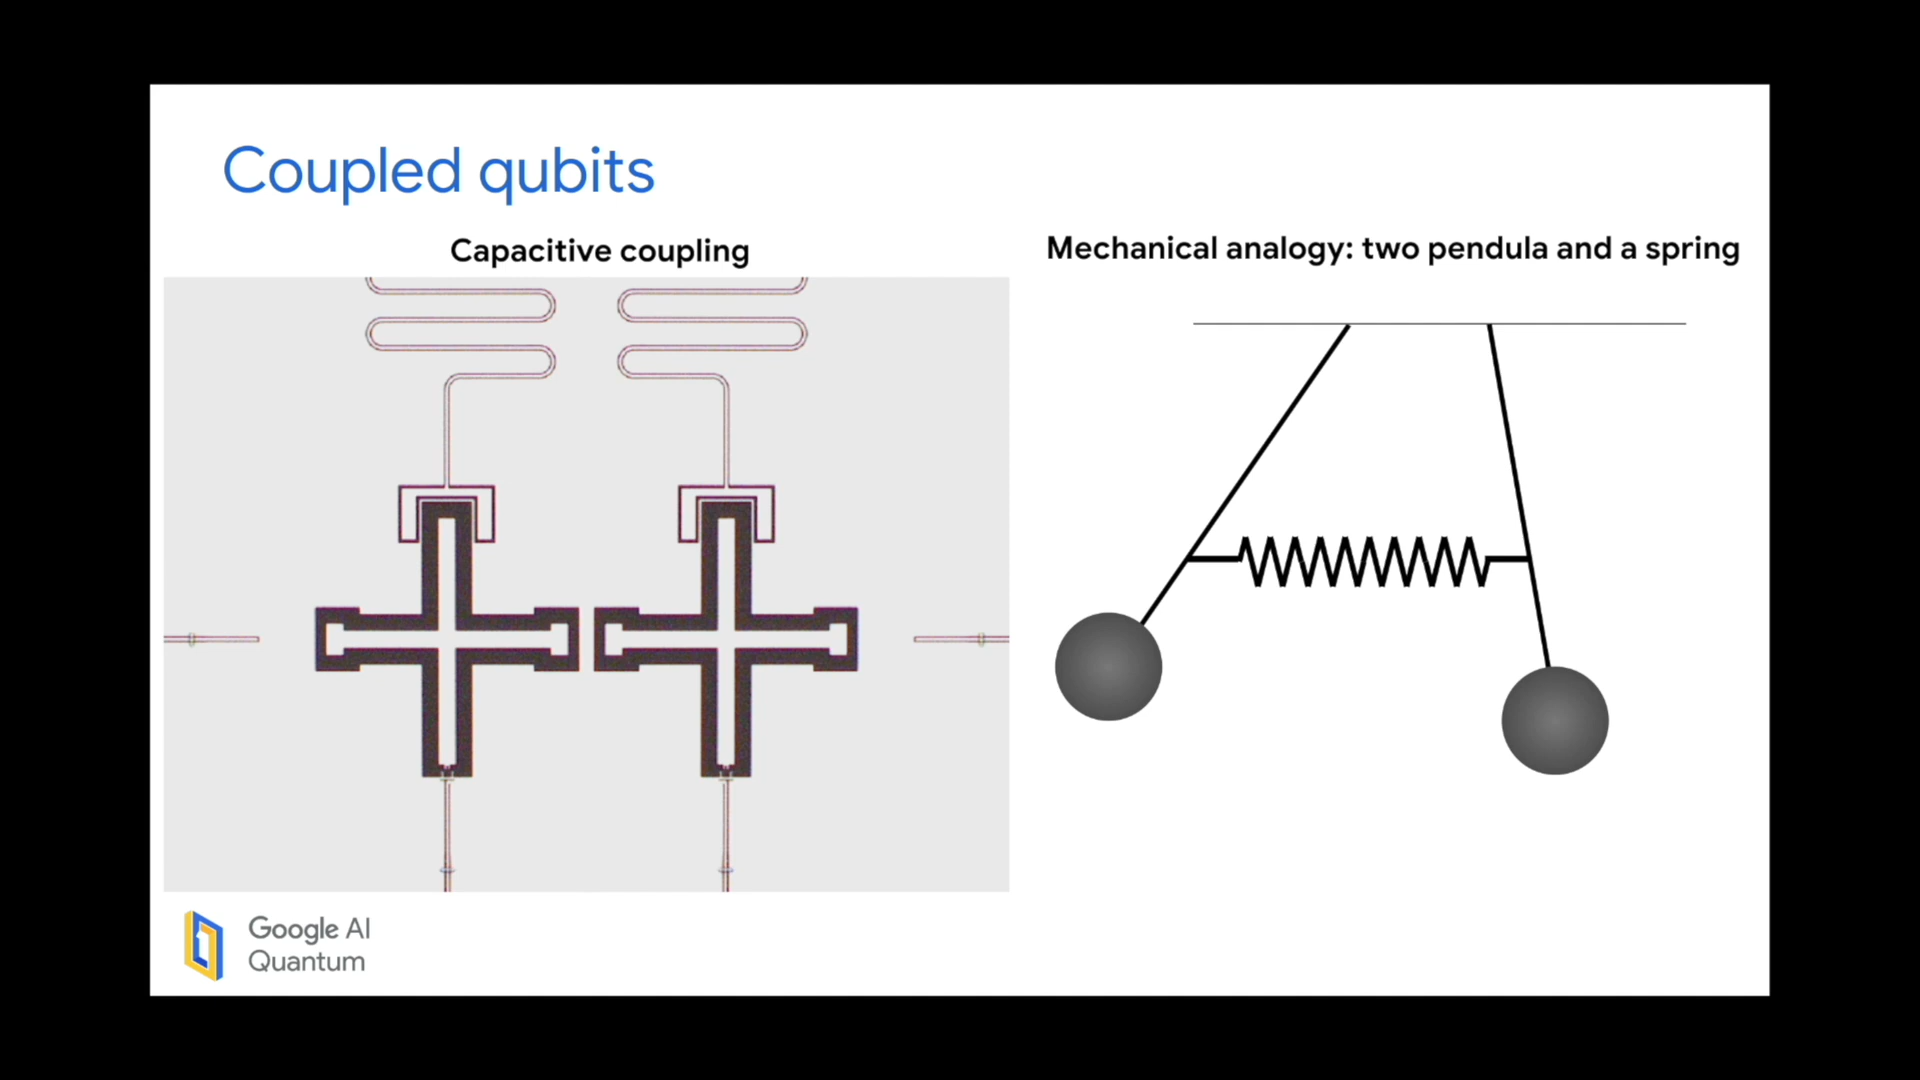 Coupled qubits
Capacitive coupling
Mechanical analogy: two pendula and a spring
Google AI
Quantum